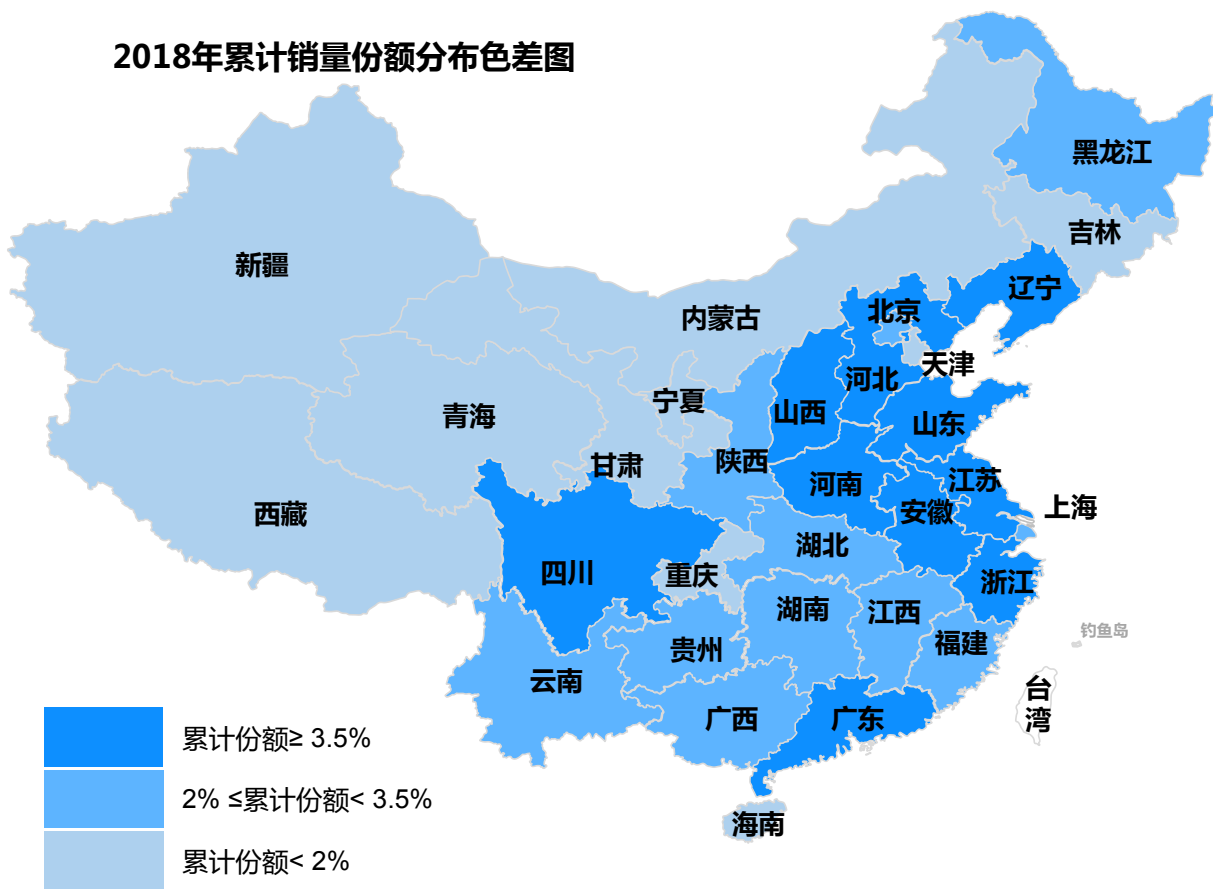 2018年累计销量份额分布色差图
黑龙江
吉林
新疆
辽宁
北京
内蒙古
天津
河北
宁夏
青海
山西
山东
甘肃
陕西
河南
江苏
西藏
安徽
上海
湖北
四川
重庆
浙江
湖南
江西
钓鱼岛
福建
贵州
云南
台
湾
广西
广东
累计份额≥ 3.5%
2% ≤累计份额< 3.5%
海南
累计份额< 2%